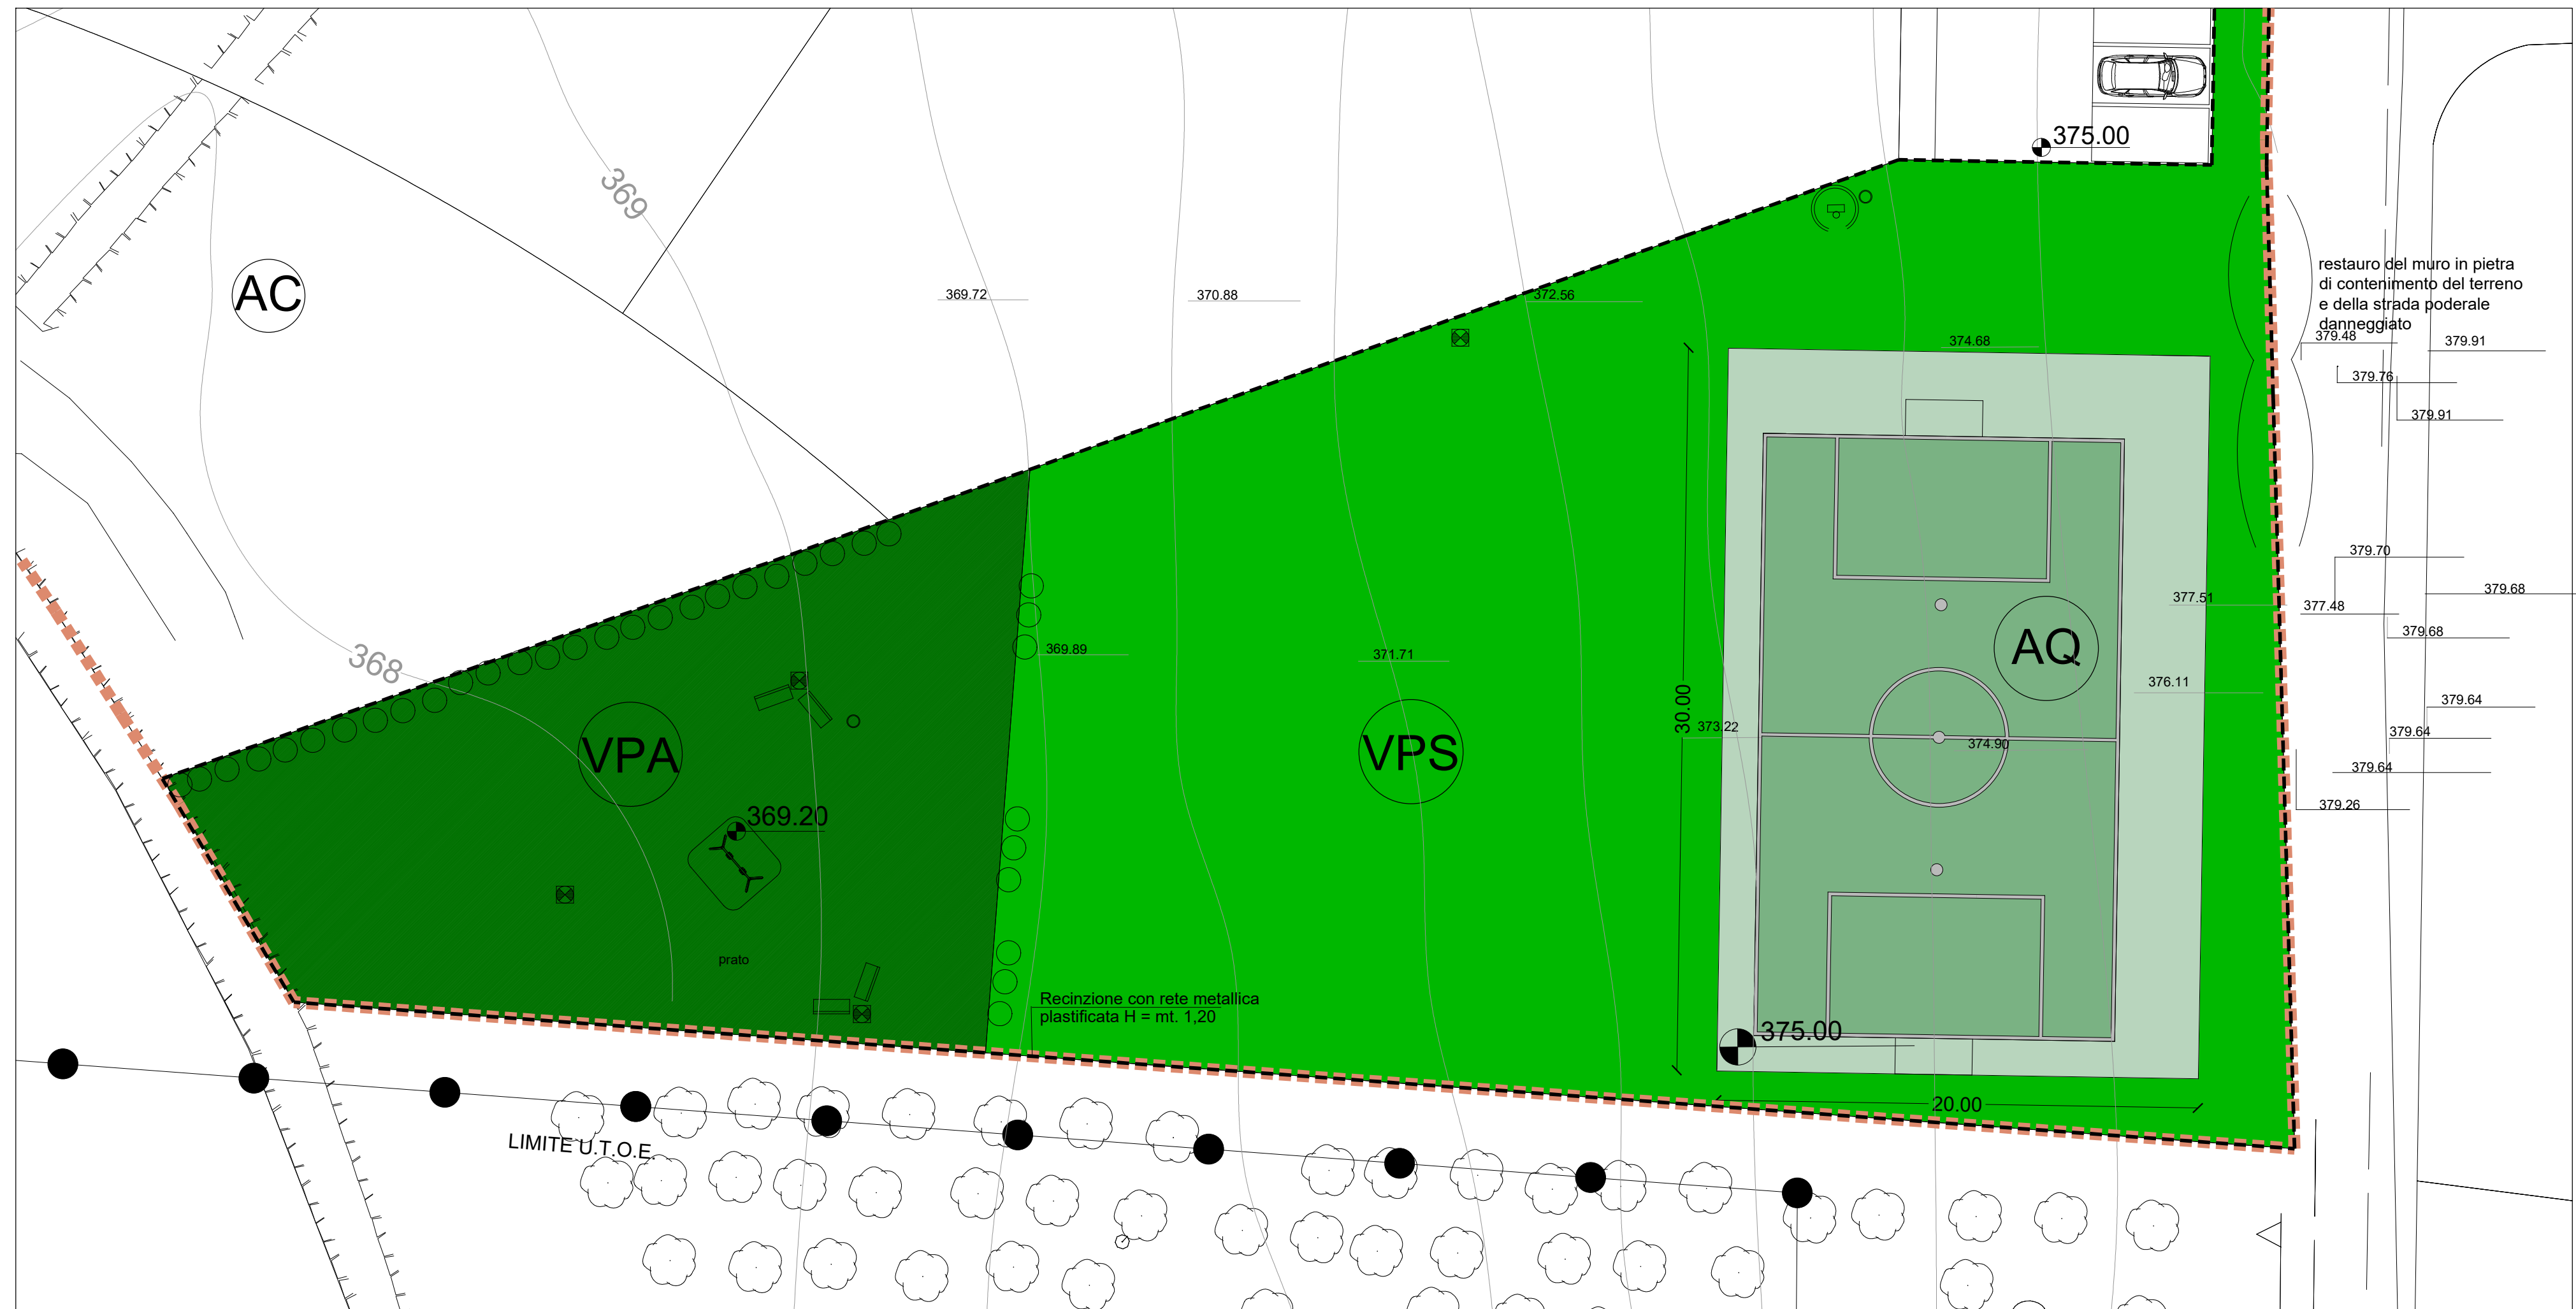 375.00
369
AC
restauro del muro in pietra
di contenimento del terreno
e della strada poderale
danneggiato
369.72
370.88
372.56
374.68
379.48
379.91
379.76
379.91
379.70
377.51
377.48
379.68
379.68
369.89
371.71
AQ
368
376.11
30.00
373.22
374.90
379.64
379.64
VPA
VPS
379.64
369.20
379.26
prato
Recinzione con rete metallica
plastificata H = mt. 1,20
375.00
20.00
LIMITE U.T.O.E.